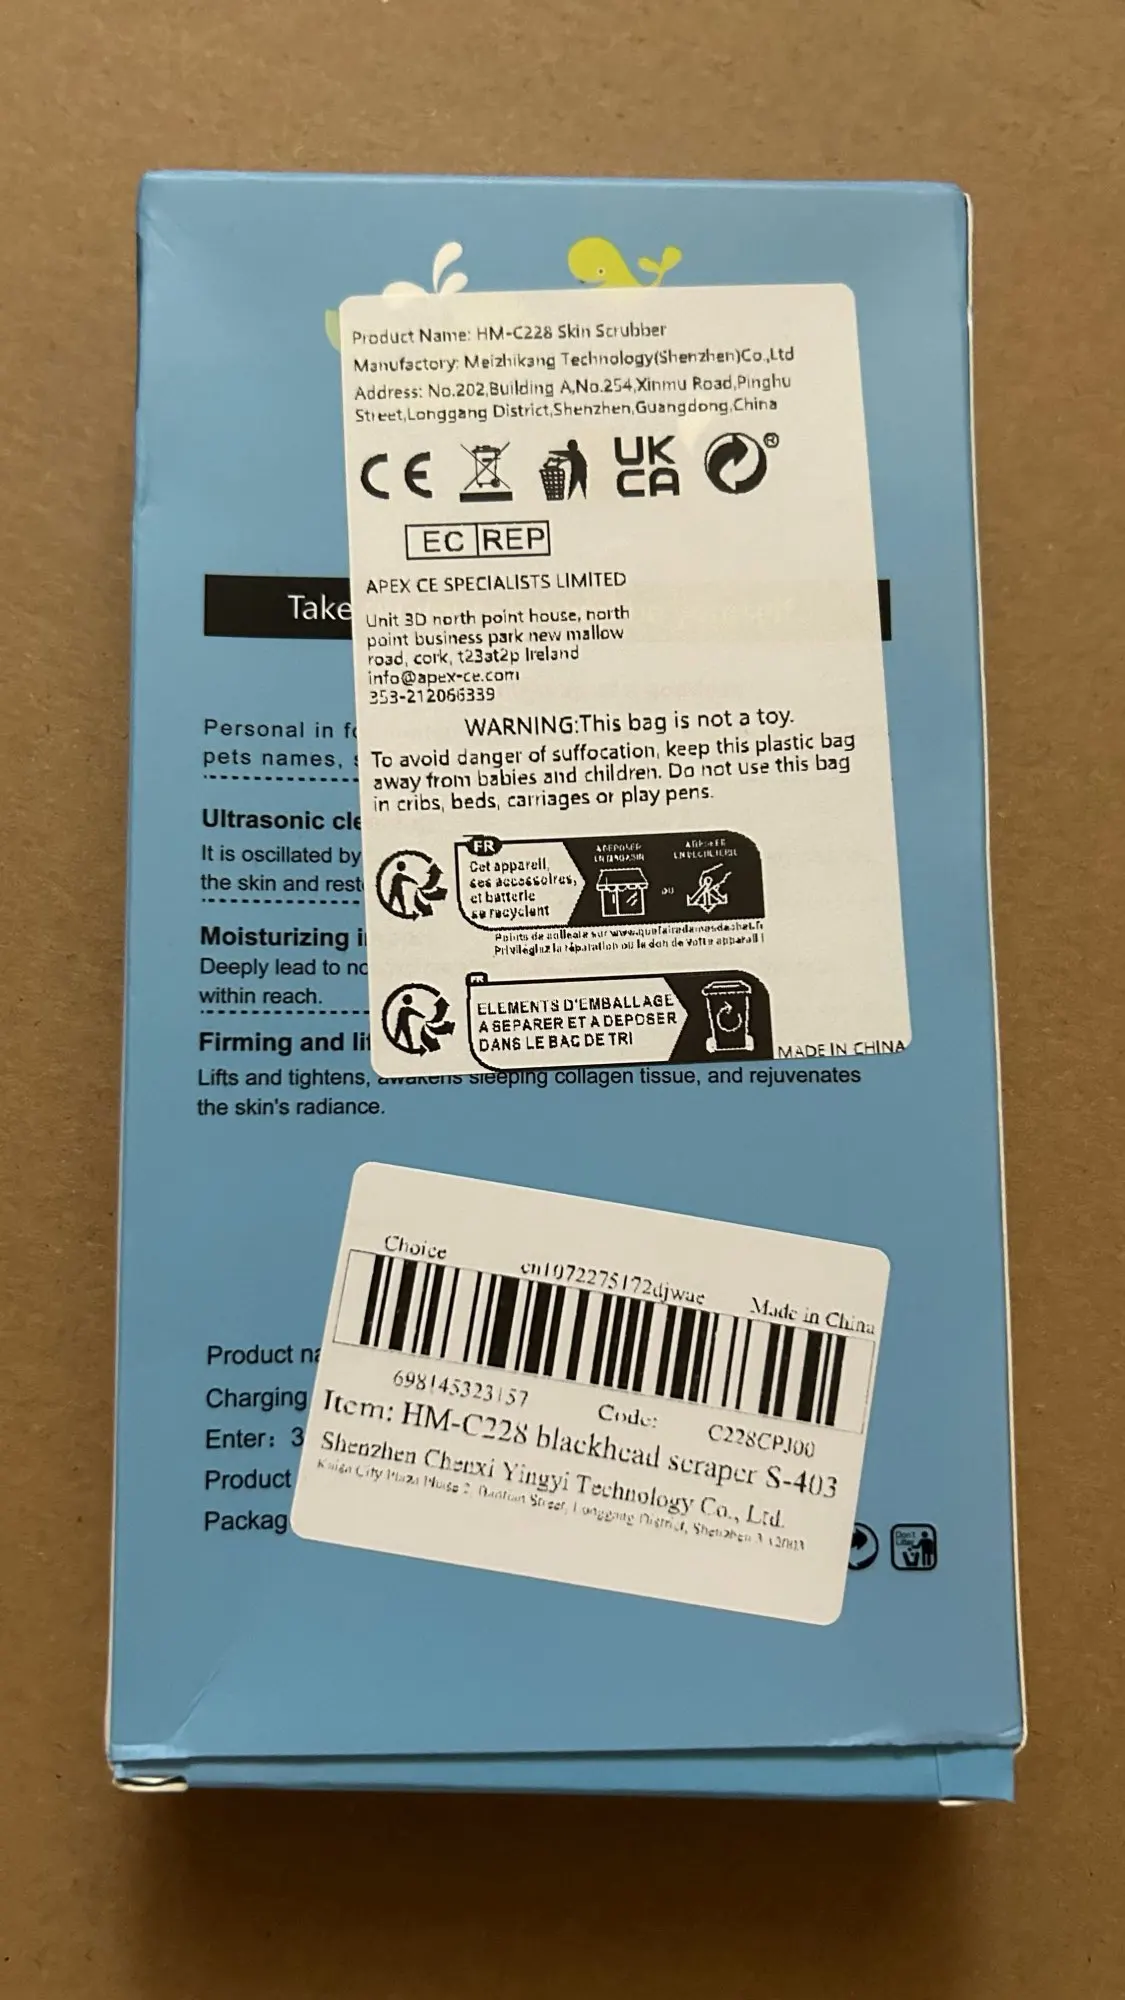 Product Name: HM-C228 Skin Scrubber
Manufactory: Meizhikang Technology(Shenzhen)Co.,Ltd
Address: No.202,Building A,No.254,Xinmu Road,Pinghu
Street,Longgang District,Shenzhen,Guangdong,China
CE
UK
CA
®
EC REP
APEX CE SPECIALISTS LIMITED
Unit 3D north point house, north
point business park new mallow
road, cork, t23at2p Ireland
info@apex-ce.com
353-212066339
WARNING:This bag is not a toy.
To avoid danger of suffocation, keep this plastic bag
away from babies and children. Do not use this bag
in cribs, beds, carriages or play pens.
FR
Cet appareil,
ses accessoires,
et batterie
se recyclent
OU
FR
ELEMENTS D'EMBALLAGE
A SEPARER ET A DEPOSER
DANS LE BAC DE TRI
MADE IN CHINA
Take
Personal in
pets names,
Ultrasonic
It is oscillated by
the skin and
Moisturizing
Deeply lead to
within reach.
Firming and
Lifts and tightens, awakens sleeping collagen tissue, and rejuvenates
the skin's radiance.
Choice cn1072275172djwae Made in China
698145323157 Code: C228CPJ00
Item: HM-C228 blackhead scraper S-403
Shenzhen Chenxi Yingyi Technology Co., Ltd.
Product
Charging
Enter: 3
Product
Don't
Litter